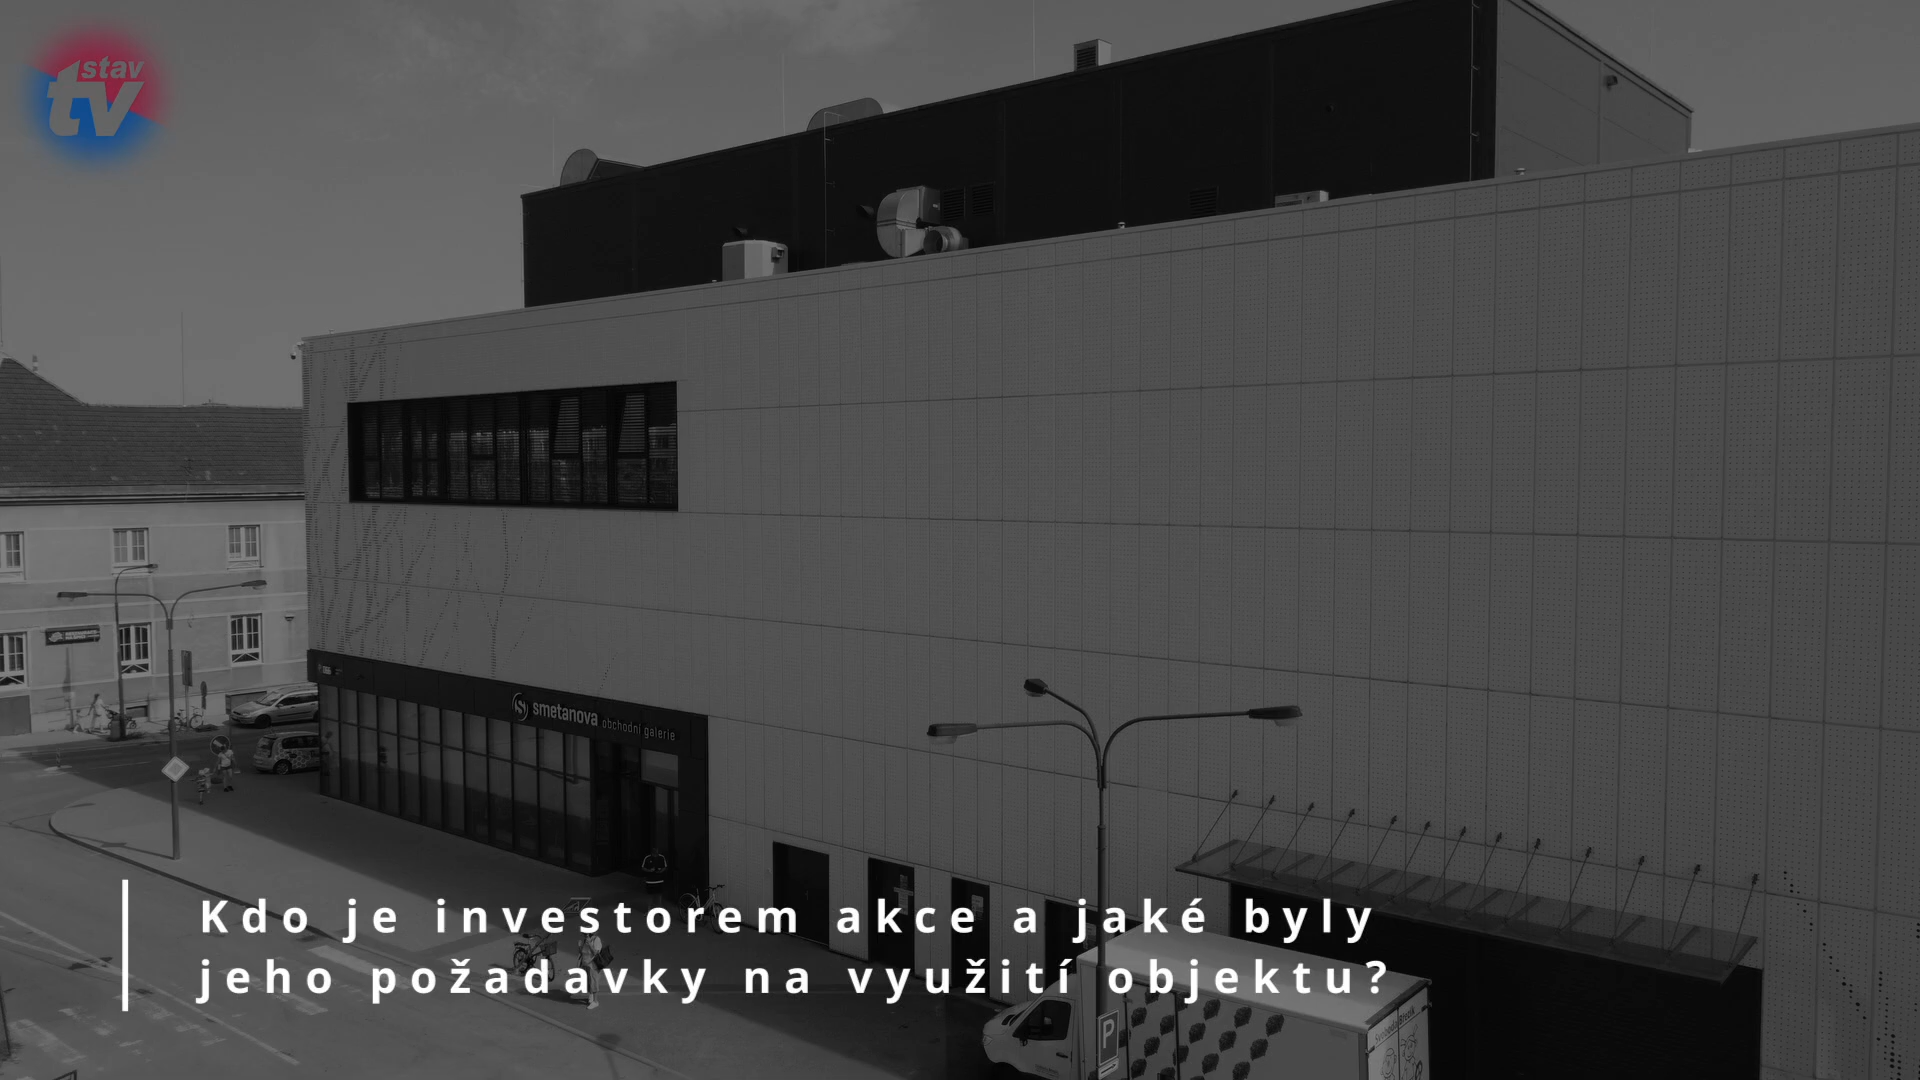 stav
tv
smetanova obchodní galerie
P
Kdo je investorem akce a jaké byly
jeho požadavky na využití objektu?